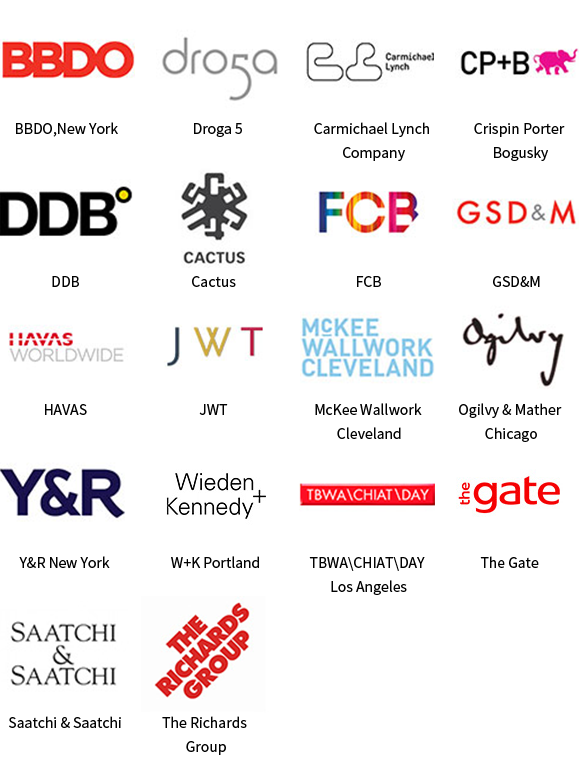 BBDO
droga
Carmichael
Lynch
CP+B
BBDO,New York
Droga 5
Carmichael Lynch
Company
Crispin Porter
Bogusky
DDB
CACTUS
FCB
GSD&M
DDB
Cactus
FCB
GSD&M
HAVAS
WORLDWIDE
JWT
McKEE
WALLWORK
CLEVELAND
Ogilvy
HAVAS
JWT
McKee Wallwork
Cleveland
Ogilvy & Mather
Chicago
Y&R
Wieden
Kennedy+
TBWA\CHIAT\DAY
the gate
Y&R New York
W+K Portland
TBWA\CHIAT\DAY
Los Angeles
The Gate
SAATCHI
&
SAATCHI
THE
RICHARDS
GROUP
Saatchi & Saatchi
The Richards
Group